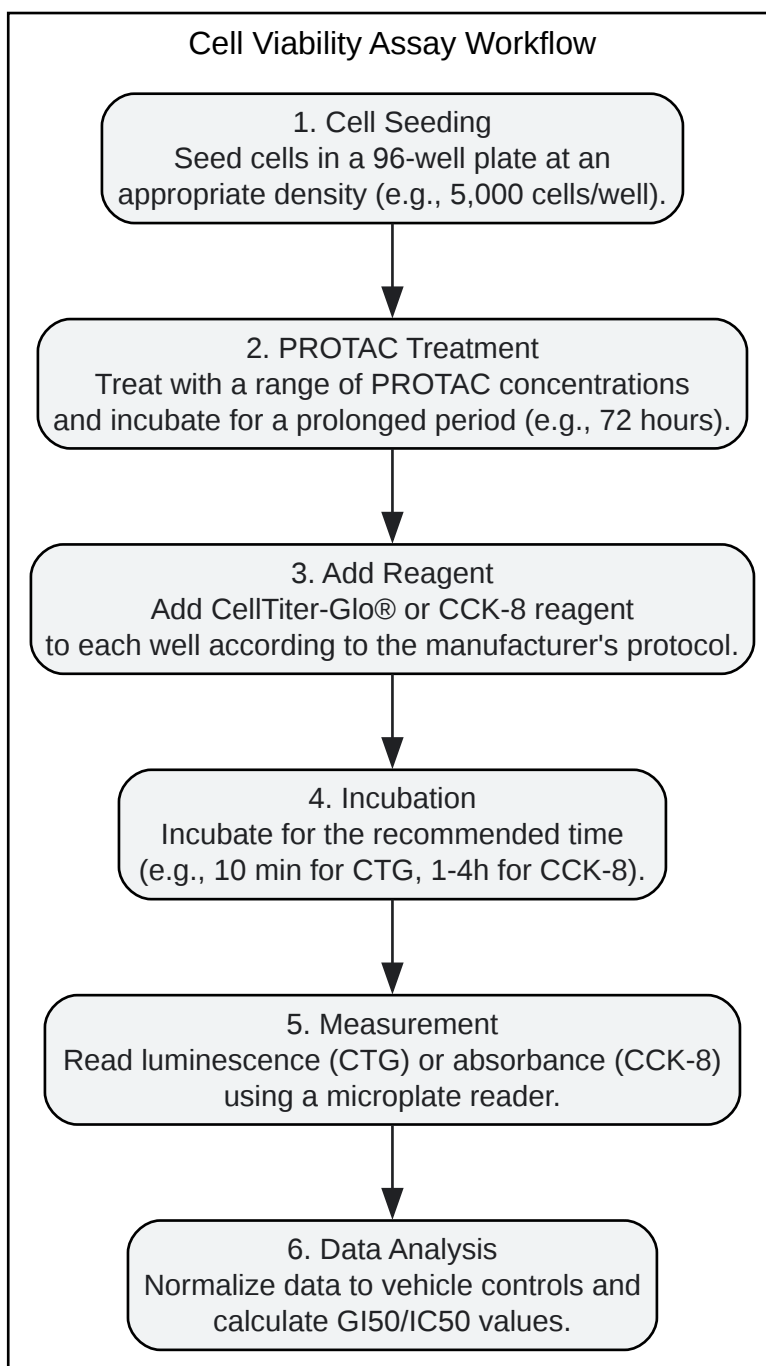 Cell Viability Assay Workflow
1. Cell Seeding
Seed cells in a 96-well plate at an
appropriate density (e.g., 5,000 cells/well).
2. PROTAC Treatment
Treat with a range of PROTAC concentrations
and incubate for a prolonged period (e.g., 72 hours).
3. Add Reagent
Add CellTiter-Glo® or CCK-8 reagent
to each well according to the manufacturer's protocol.
4. Incubation
Incubate for the recommended time
(e.g., 10 min for CTG, 1-4h for CCK-8).
5. Measurement
Read luminescence (CTG) or absorbance (CCK-8)
using a microplate reader.
6. Data Analysis
Normalize data to vehicle controls and
calculate GI50/IC50 values.